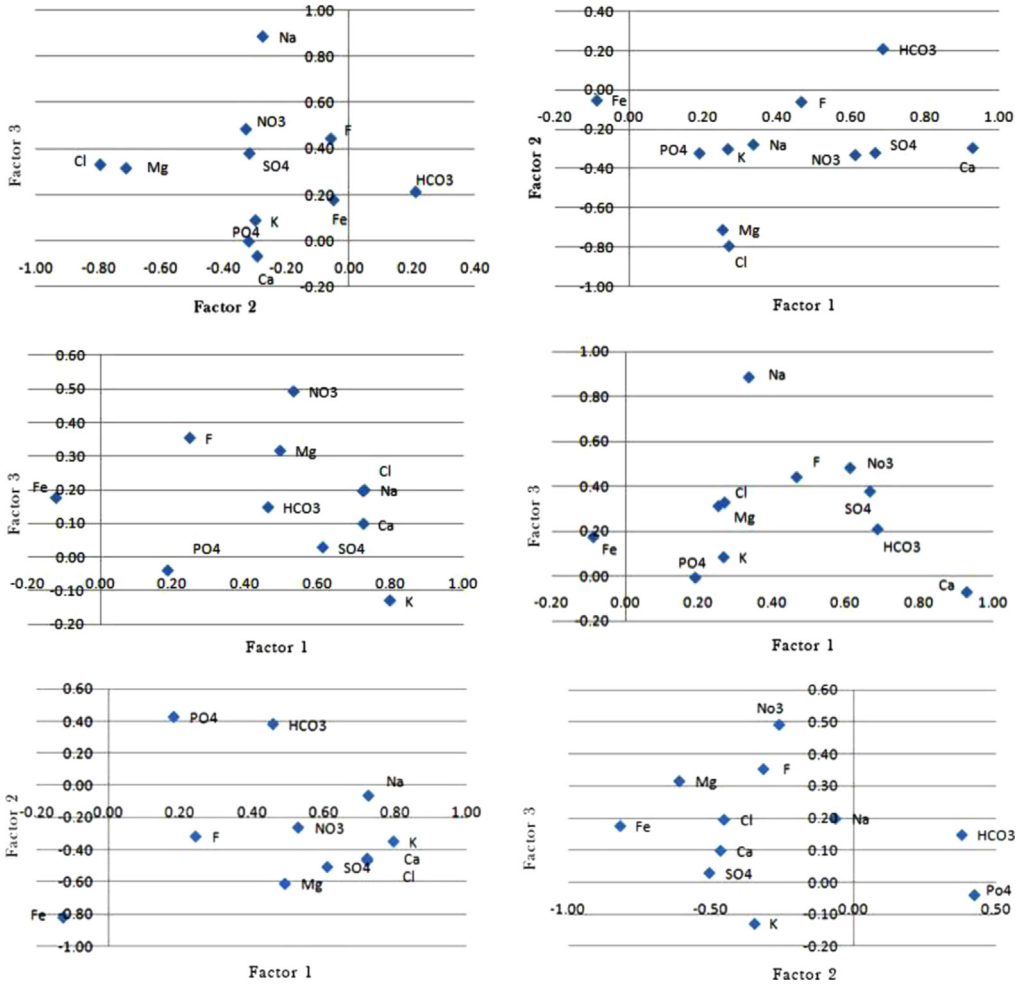 1.00
Na
0.80
0.60
NO3
F
0.40
Cl
Mg
SO4
HCO3
0.20
Fe
K
PO4
0.00
-1.00 -0.80 -0.60 -0.40 -0.20 0.00 0.20 0.40
Ca
-0.20
Factor 3
Factor 2
0.40
0.20
HCO3
0.00
Fe
F
-0.20 0.00 0.20 0.40 0.60 0.80 1.00
-0.20
PO4
K
Na
NO3
SO4
Ca
-0.40
-0.60
Mg
-0.80
Cl
-1.00
Factor 2
Factor 1
0.60
0.50
NO3
0.40
F
0.30
Mg
Cl
Fe
0.20
Na
HCO3
0.10
Ca
PO4
SO4
0.00
-0.20 0.00 0.20 0.40 0.60 0.80 1.00
-0.10
K
-0.20
Factor 3
Factor 1
1.00
Na
0.80
0.60
F
No3
0.40
Cl
SO4
Mg
0.20
Fe
HCO3
PO4
K
0.00
Ca
-0.20 0.00 0.20 0.40 0.60 0.80 1.00
-0.20
Factor 3
Factor 1
0.60
0.40
PO4
HCO3
0.20
0.00
Na
-0.20 0.00 0.20 0.40 0.60 0.80 1.00
-0.20
F
NO3
K
-0.40
Ca
SO4
Cl
-0.60
Mg
-0.80
Fe
-1.00
Factor 2
Factor 1
0.60
No3
0.50
0.40
F
0.30
Mg
0.20
Fe
Cl
Na
HCO3
0.10
Ca
SO4
0.00
Po4
-1.00 -0.50 0.00 0.50
-0.10
K
-0.20
Factor 3
Factor 2